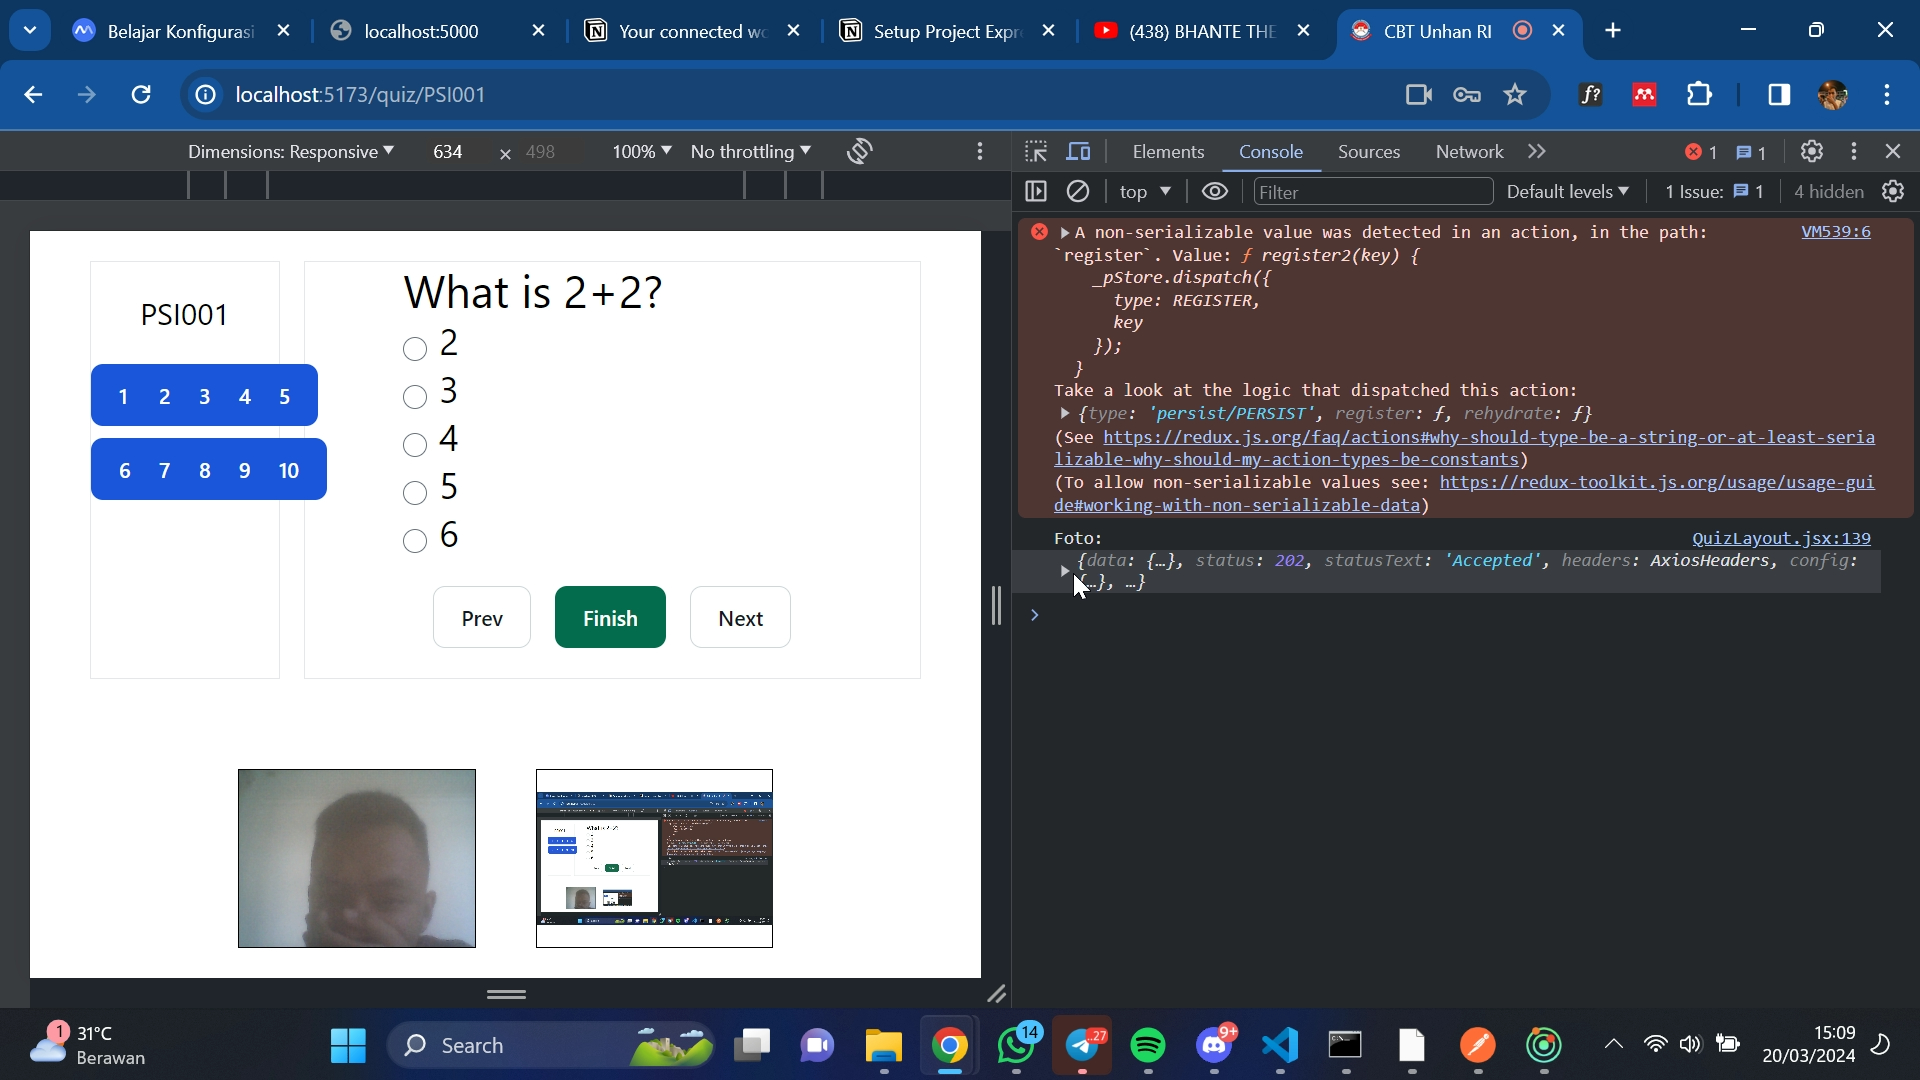 Belajar Konfigurasi
localhost:5000
Your connected wo
Setup Project Expre
(438) BHANTE THE
CBT Unhan RI
localhost:5173/quiz/PSI001
Dimensions: Responsive 634 × 498 100% No throttling
Elements Console Sources Network 1 1
top Filter Default levels 1 Issue: 1 4 hidden
A non-serializable value was detected in an action, in the path: VM539:6
`register`. Value: ƒ register2(key) {
_pStore.dispatch({
type: REGISTER,
key
});
}
Take a look at the logic that dispatched this action:
{type: 'persist/PERSIST', register: ƒ, rehydrate: ƒ}
(See https://redux.js.org/faq/actions#why-should-type-be-a-string-or-at-least-seria
lizable-why-should-my-action-types-be-constants)
(To allow non-serializable values see: https://redux-toolkit.js.org/usage/usage-gui
de#working-with-non-serializable-data)
Foto: QuizLayout.jsx:139
{data: {…}, status: 202, statusText: 'Accepted', headers: AxiosHeaders, config:
{…}, …}
PSI001
1 2 3 4 5
6 7 8 9 10
What is 2+2?
2
3
4
5
6
Prev
Finish
Next
1
31°C
Berawan
Search
14
..27
9+
15:09
20/03/2024